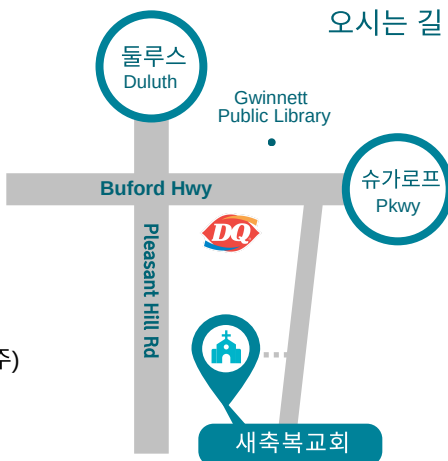 오시는 길
둘루스
Duluth
Gwinnett
Public Library
Buford Hwy
슈가로프
Pkwy
DQ
Pleasant Hill Rd
주)
새축복교회